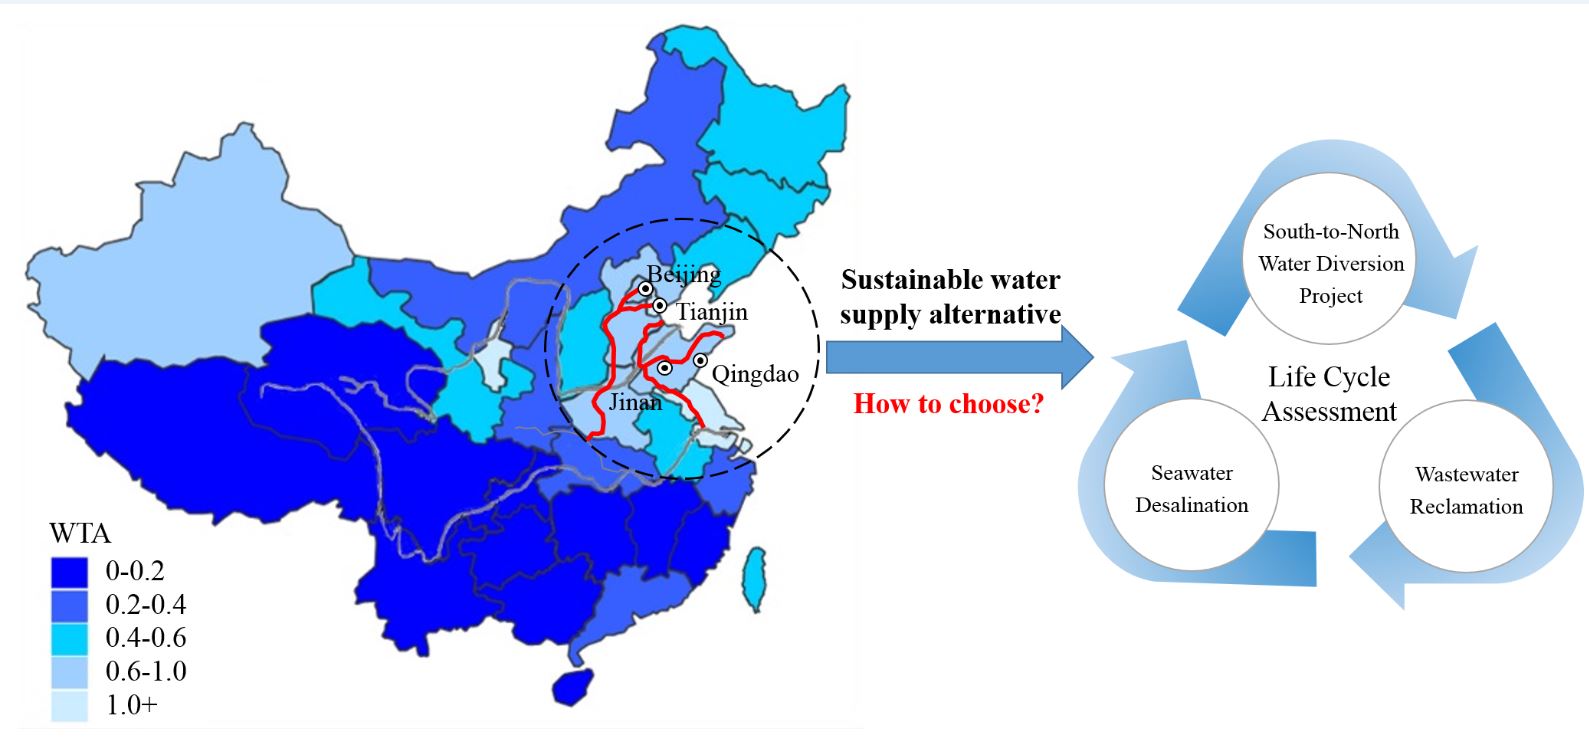 Beijing
Tianjin
Qingdao
Jinan
WTA
0-0.2
0.2-0.4
0.4-0.6
0.6-1.0
1.0+
Sustainable water
supply alternative
How to choose?
South-to-North
Water Diversion
Project
Life Cycle
Assessment
Seawater
Desalination
Wastewater
Reclamation